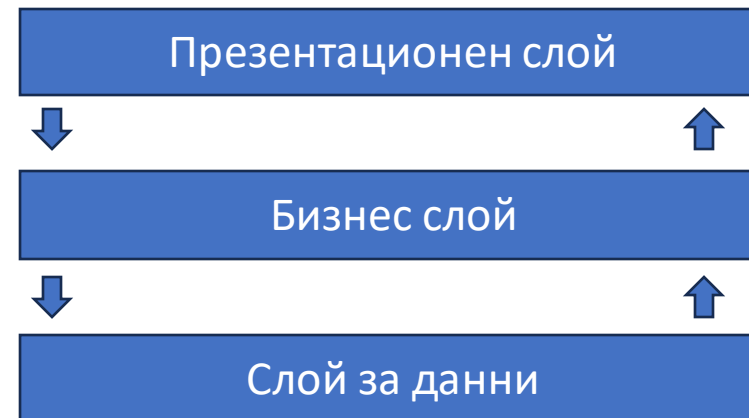 Презентационен слой
Бизнес слой
Слой за данни